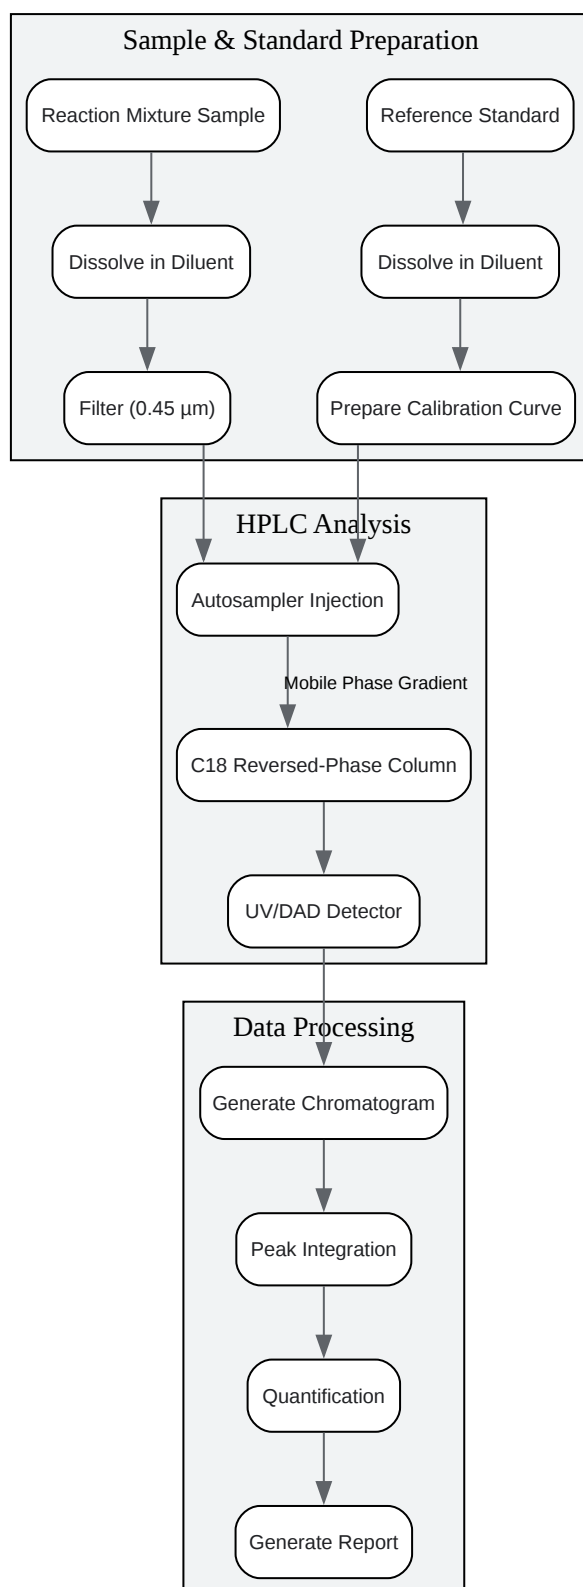 Sample & Standard Preparation
Reaction Mixture Sample
Reference Standard
Dissolve in Diluent
Dissolve in Diluent
Filter (0.45 µm)
Prepare Calibration Curve
HPLC Analysis
Autosampler Injection
Mobile Phase Gradient
C18 Reversed-Phase Column
UV/DAD Detector
Data Processing
Generate Chromatogram
Peak Integration
Quantification
Generate Report